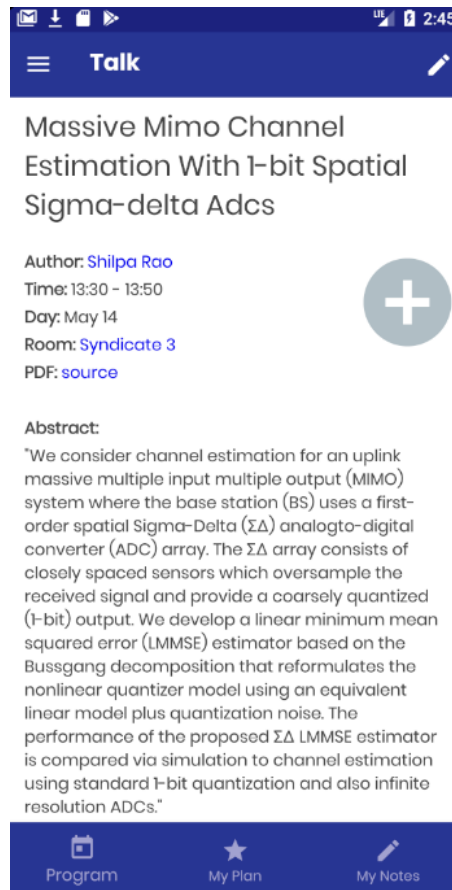 LTE 2:45
Talk
Massive Mimo Channel
Estimation With 1-bit Spatial
Sigma-delta Adcs
Author: Shilpa Rao
Time: 13:30 - 13:50
Day: May 14
Room: Syndicate 3
PDF: source
Abstract:
"We consider channel estimation for an uplink
massive multiple input multiple output (MIMO)
system where the base station (BS) uses a first-
order spatial Sigma-Delta (ΣΔ) analogto-digital
converter (ADC) array. The ΣΔ array consists of
closely spaced sensors which oversample the
received signal and provide a coarsely quantized
(1-bit) output. We develop a linear minimum mean
squared error (LMMSE) estimator based on the
Bussgang decomposition that reformulates the
nonlinear quantizer model using an equivalent
linear model plus quantization noise. The
performance of the proposed ΣΔ LMMSE estimator
is compared via simulation to channel estimation
using standard 1-bit quantization and also infinite
resolution ADCs."
Program My Plan My Notes